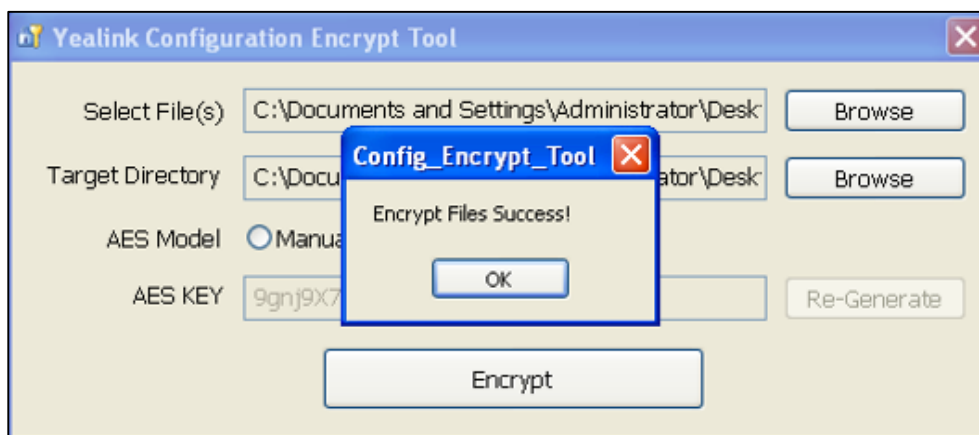 Yealink Configuration Encrypt Tool
Select File(s) C:\Documents and Settings\Administrator\Desk Browse
Config_Encrypt_Tool
Target Directory C:\Docu ator\Desk Browse
Encrypt Files Success!
AES Model Manua
OK
AES KEY 9gnj9X7 Re-Generate
Encrypt